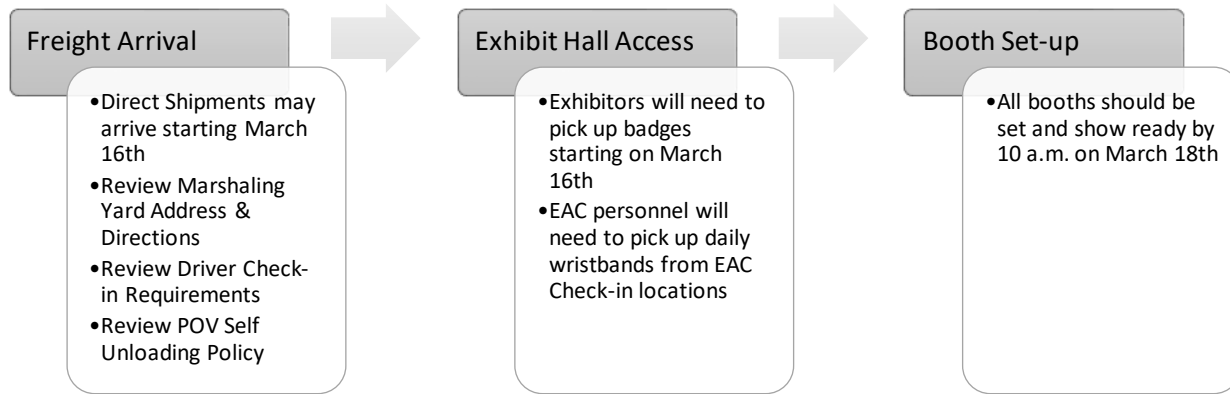 Freight Arrival
•Direct Shipments may
arrive starting March
16th
•Review Marshaling
Yard Address &
Directions
•Review Driver Check-
in Requirements
•Review POV Self
Unloading Policy
Exhibit Hall Access
•Exhibitors will need to
pick up badges
starting on March
16th
•EAC personnel will
need to pick up daily
wristbands from EAC
Check-in locations
Booth Set-up
•All booths should be
set and show ready by
10 a.m. on March 18th